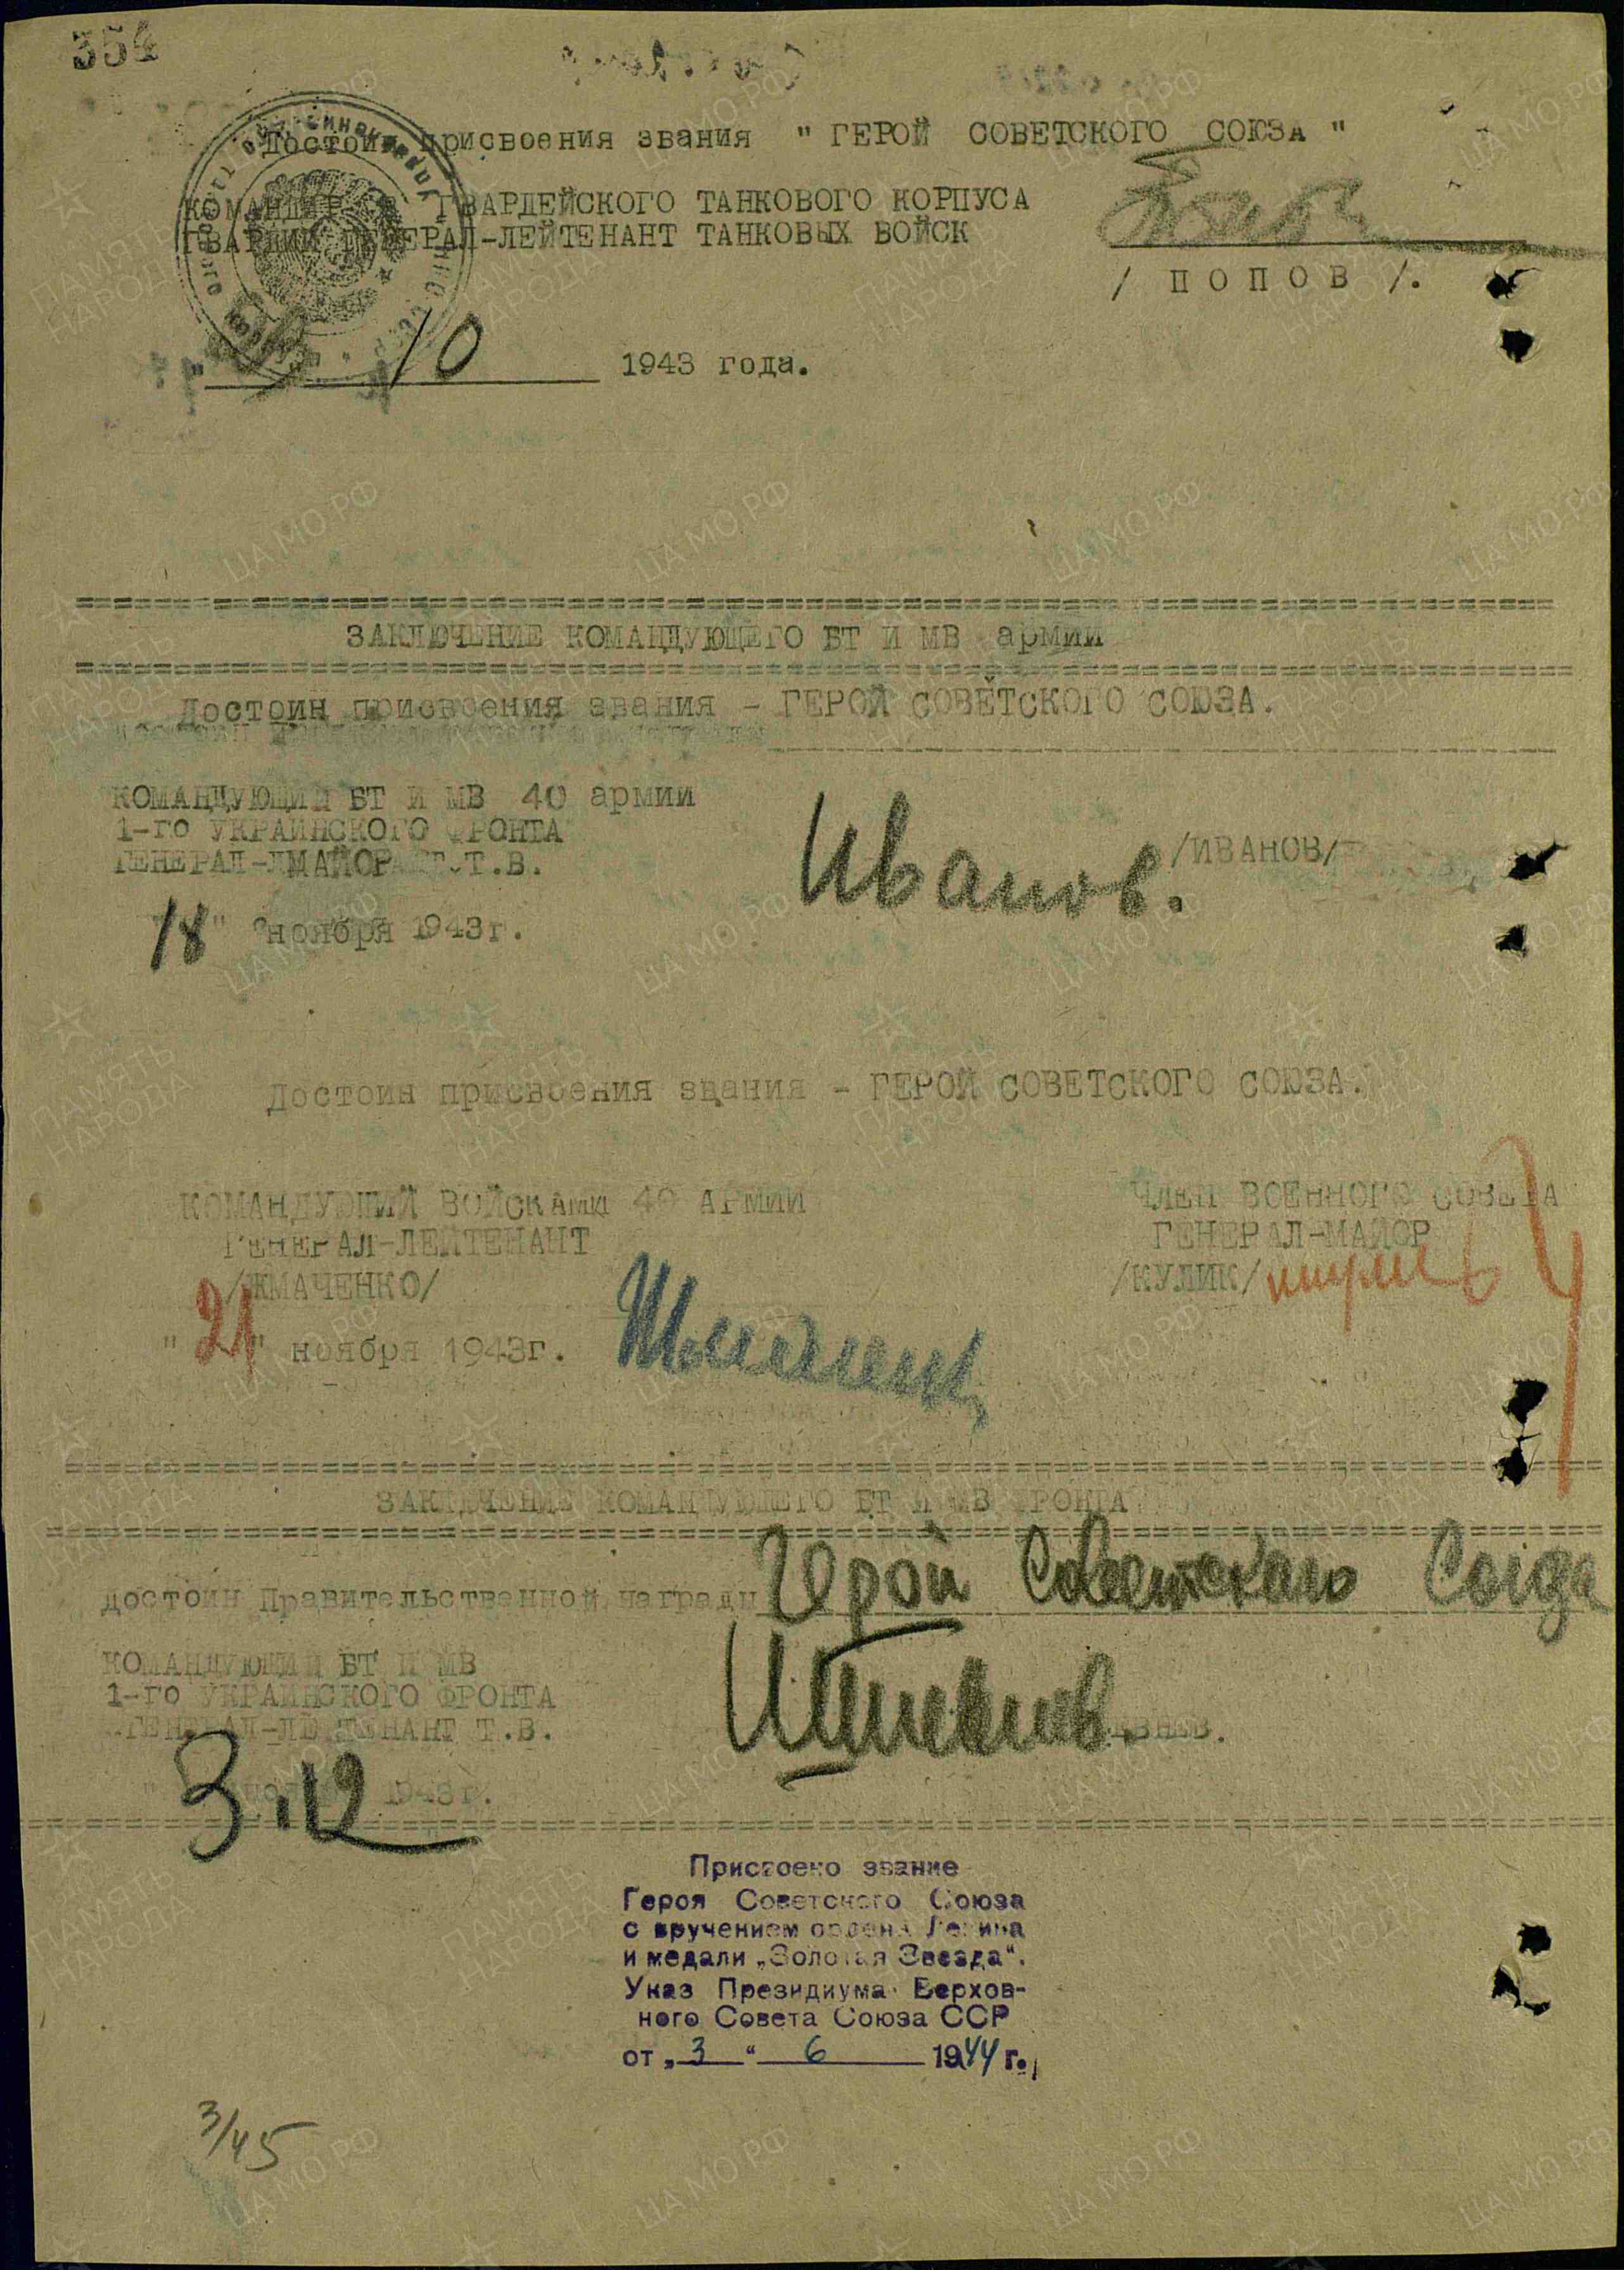 354
достоин присвоения звания " ГЕРОЙ СОВЕТСКОГО СОЮЗА "
КОМАНДИР ГВАРДЕЙСКОГО ТАНКОВОГО КОРПУСА
ГВАРДИИ ГЕНЕРАЛ-ЛЕЙТЕНАНТ ТАНКОВЫХ ВОЙСК
/ ПОПОВ /.
" 10 1943 года.
ЗАКЛЮЧЕНИЕ КОМАНДУЮЩЕГО БТ И МВ армии
Достоин присвоения звания - ГЕРОЙ СОВЕТСКОГО СОЮЗА.
КОМАНДУЮЩИЙ БТ И МВ 40 армии
1-го УКРАИНСКОГО ФРОНТА
ГЕНЕРАЛ-МАЙОР Т.В.
Иванов. /ИВАНОВ/
"18" ноября 1943г.
Достоин присвоения звания - ГЕРОЙ СОВЕТСКОГО СОЮЗА.
КОМАНДУЮЩИЙ ВОЙСКАМИ 40 АРМИИ
ГЕНЕРАЛ-ЛЕЙТЕНАНТ
/ЖМАЧЕНКО/
ЧЛЕН ВОЕННОГО СОВЕТА
ГЕНЕРАЛ-МАЙОР
/КУЛИК/
"21" ноября 1943г.
ЗАКЛЮЧЕНИЕ КОМАНДУЮЩЕГО БТ И МВ ФРОНТА
достоин Правительственной награды Герой Советского Союза
КОМАНДУЮЩИЙ БТ И МВ
1-го УКРАИНСКОГО ФРОНТА
ГЕНЕРАЛ-ЛЕЙТЕНАНТ Т.В.
3.12 1943г.
Присвоено звание
Героя Советского Союза
с вручением ордена Ленина
и медали „Золотая Звезда".
Указ Президиума Верхов-
ного Совета Союза ССР
от „3" 6 1944 г.
3/45
ЦА МО РФ
ПАМЯТЬ
НАРОДА